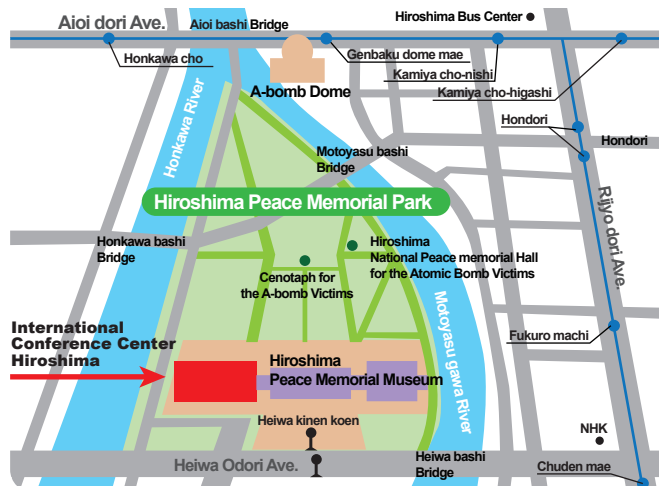 Aioi dori Ave.
Aioi bashi Bridge
Hiroshima Bus Center
Honkawa cho
Genbaku dome mae
Kamiya cho-nishi
Kamiya cho-higashi
A-bomb Dome
Honkawa River
Hondori
Hondori
Motoyasu bashi
Bridge
Hiroshima Peace Memorial Park
Rijyo dori Ave.
Honkawa bashi
Bridge
Hiroshima
National Peace memorial Hall
for the Atomic Bomb Victims
Cenotaph for
the A-bomb Victims
Motoyasu gawa River
International
Conference Center
Hiroshima
Fukuro machi
Hiroshima
Peace Memorial Museum
Heiwa kinen koen
NHK
Heiwa Odori Ave.
Heiwa bashi
Bridge
Chuden mae